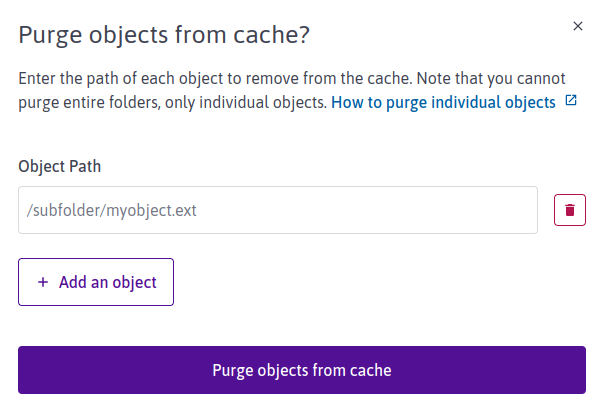 Purge objects from cache?
Enter the path of each object to remove from the cache. Note that you cannot
purge entire folders, only individual objects. How to purge individual objects
Object Path
/subfolder/myobject.ext
+ Add an object
Purge objects from cache